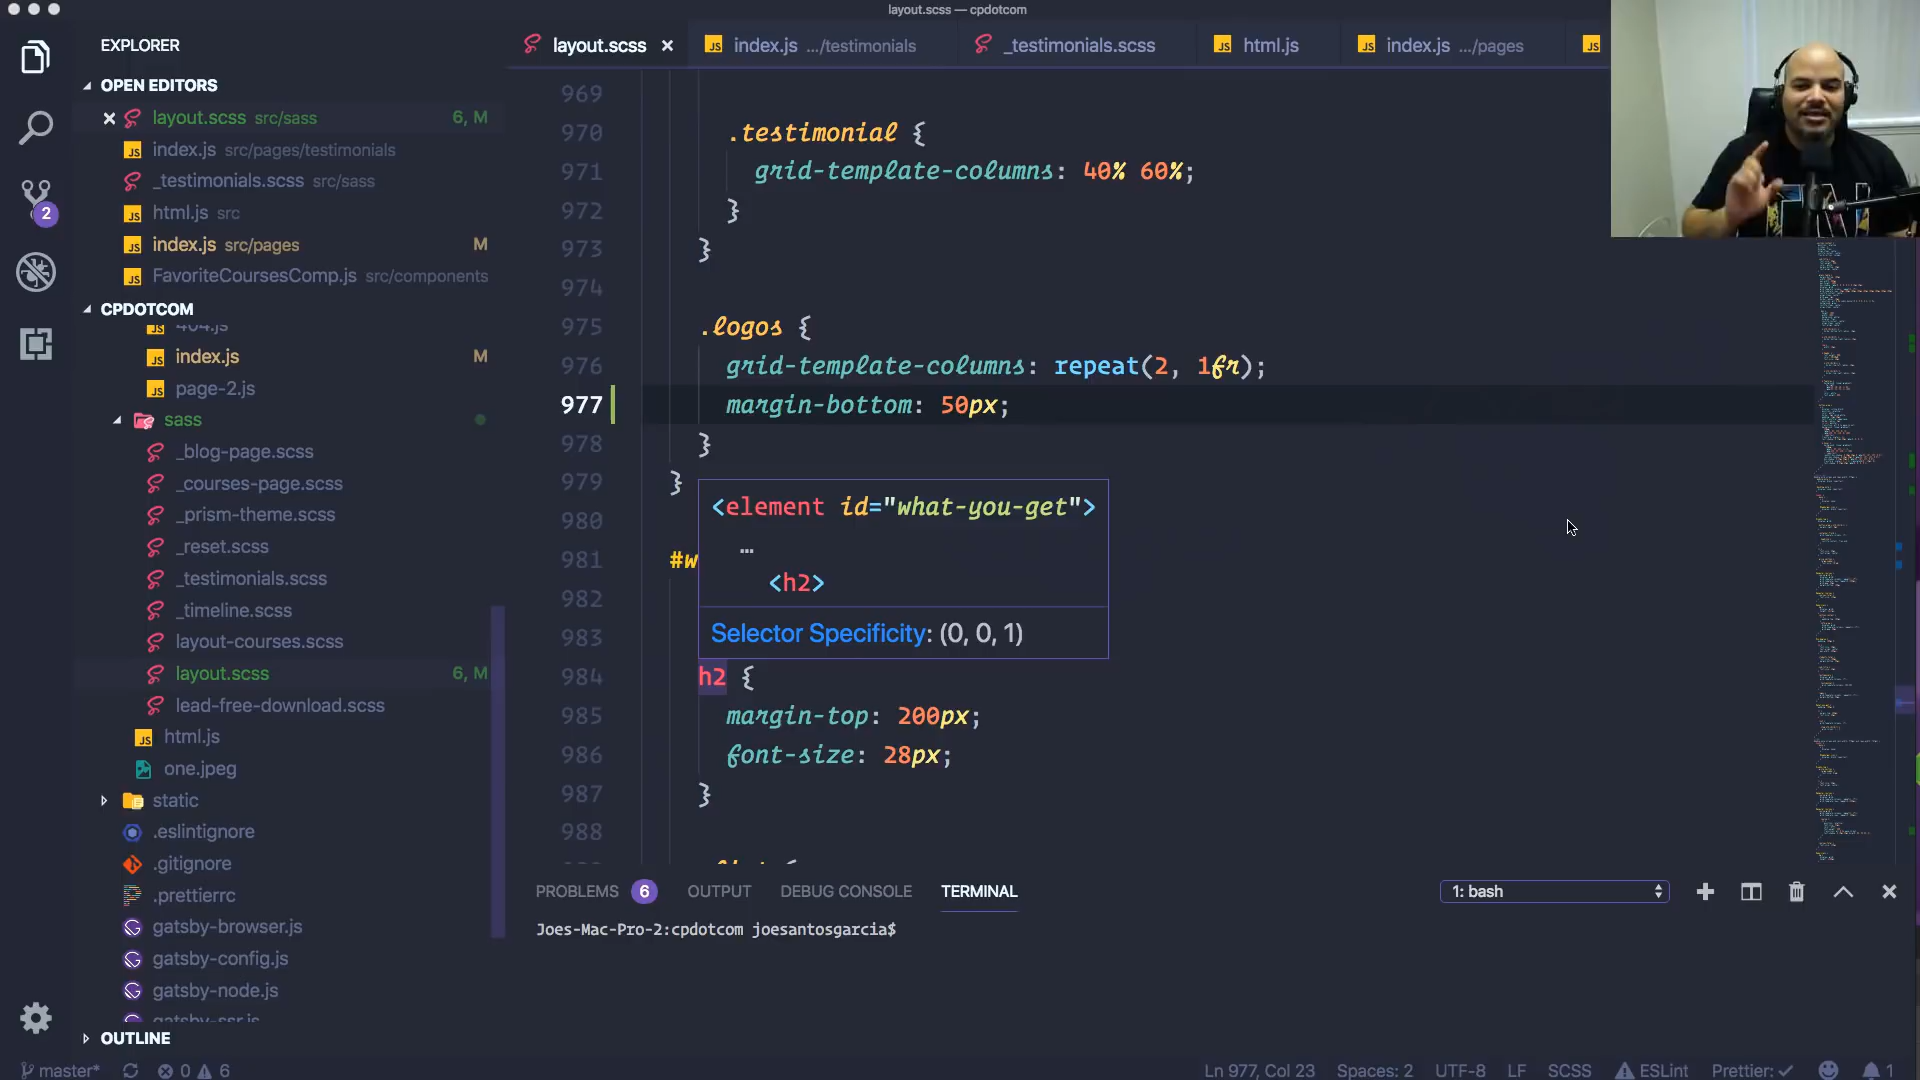 layout.scss — cpdotcom
EXPLORER
OPEN EDITORS
layout.scss src/sass 6, M
index.js src/pages/testimonials
_testimonials.scss src/sass
html.js src
index.js src/pages M
FavoriteCoursesComp.js src/components
CPDOTCOM
404.js
index.js M
page-2.js
sass
_blog-page.scss
_courses-page.scss
_prism-theme.scss
_reset.scss
_testimonials.scss
_timeline.scss
layout-courses.scss
layout.scss 6, M
lead-free-download.scss
html.js
one.jpeg
static
.eslintignore
.gitignore
.prettierrc
gatsby-browser.js
gatsby-config.js
gatsby-node.js
gatsby-ssr.js
OUTLINE
layout.scss
index.js .../testimonials
_testimonials.scss
html.js
index.js .../pages
969
970 .testimonial {
971 grid-template-columns: 40% 60%;
972 }
973 }
974
975 .logos {
976 grid-template-columns: repeat(2, 1fr);
977 margin-bottom: 50px;
978 }
979 }
980
981 #w
982
983
984 h2 {
985 margin-top: 200px;
986 font-size: 28px;
987 }
988
<element id="what-you-get">
…
<h2>
Selector Specificity: (0, 0, 1)
PROBLEMS 6 OUTPUT DEBUG CONSOLE TERMINAL
1: bash
Joes-Mac-Pro-2:cpdotcom joesantosgarcia$
2
master* 0 6
Ln 977, Col 23 Spaces: 2 UTF-8 LF SCSS ESLint Prettier: ✓ 1